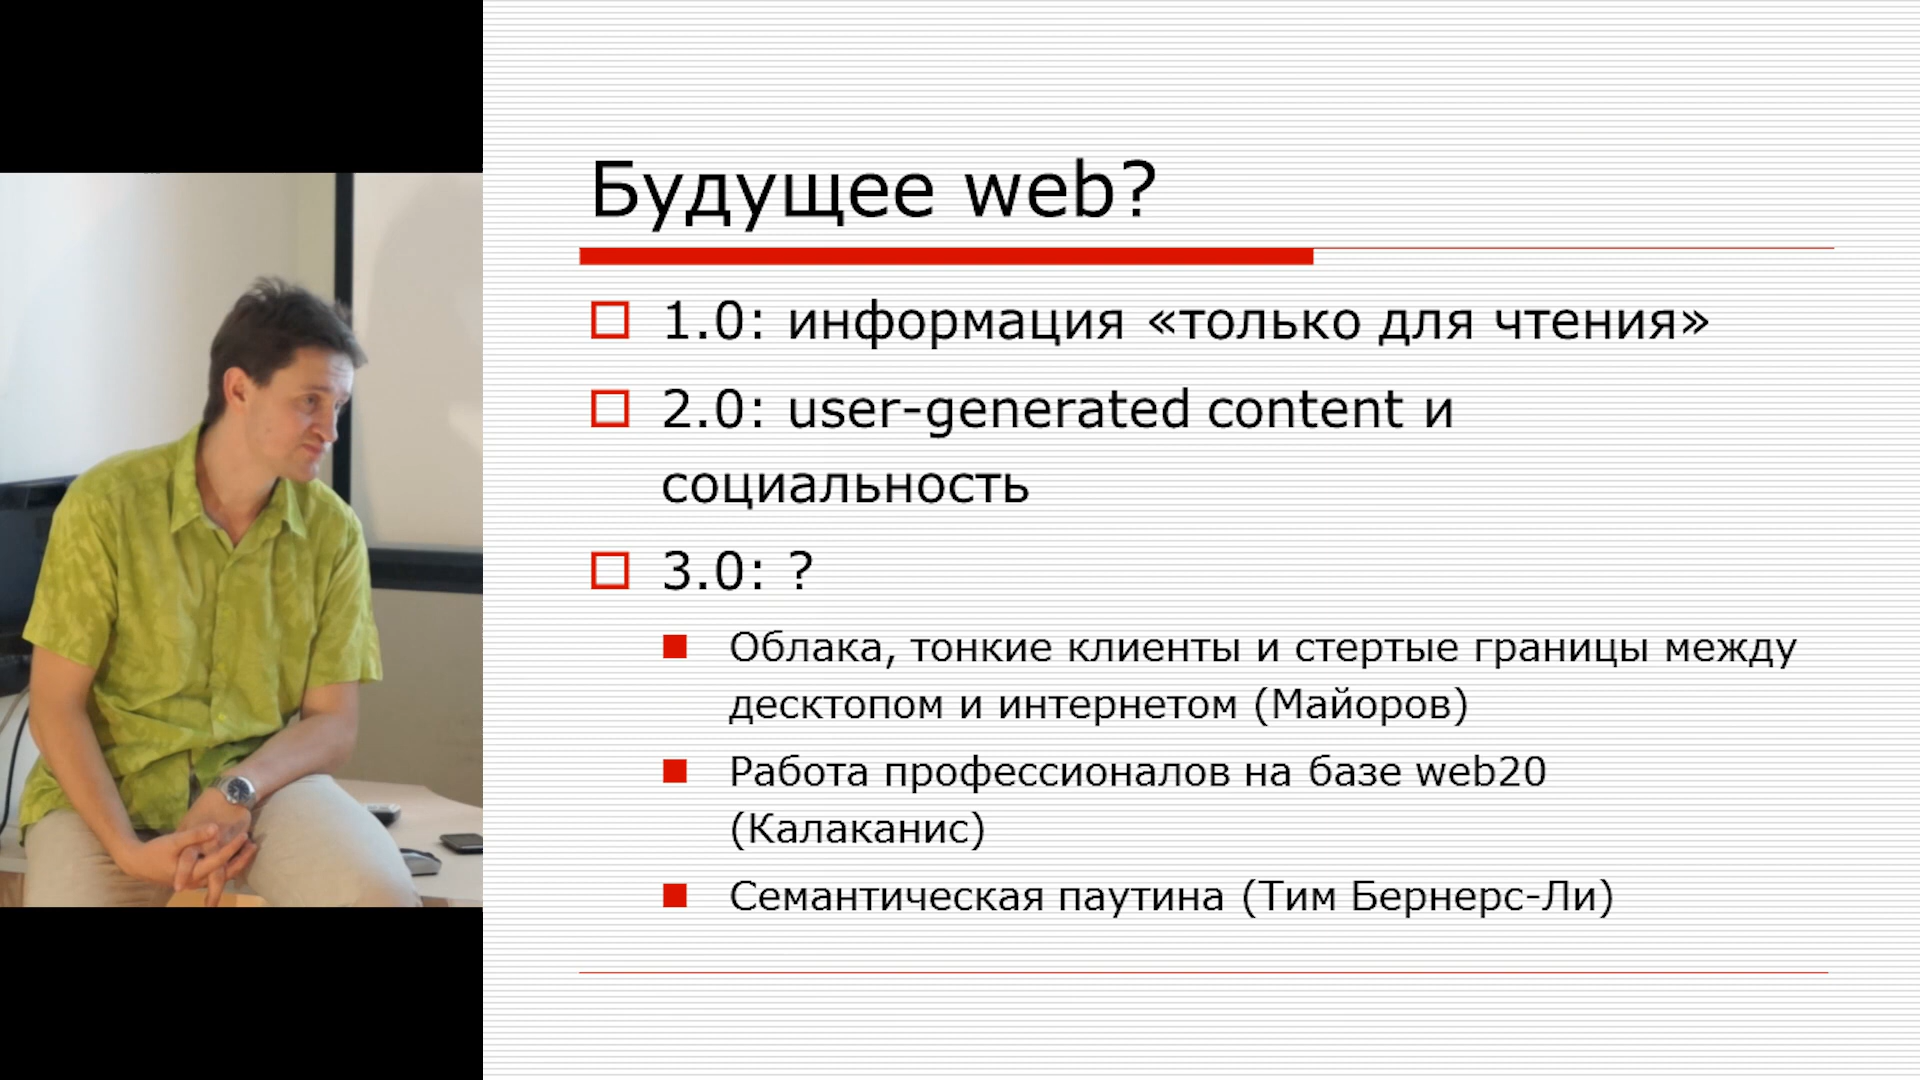 Будущее web?
1.0: информация «только для чтения»
2.0: user-generated content и
социальность
3.0: ?
Облака, тонкие клиенты и стертые границы между
десктопом и интернетом (Майоров)
Работа профессионалов на базе web20
(Калаканис)
Семантическая паутина (Тим Бернерс-Ли)